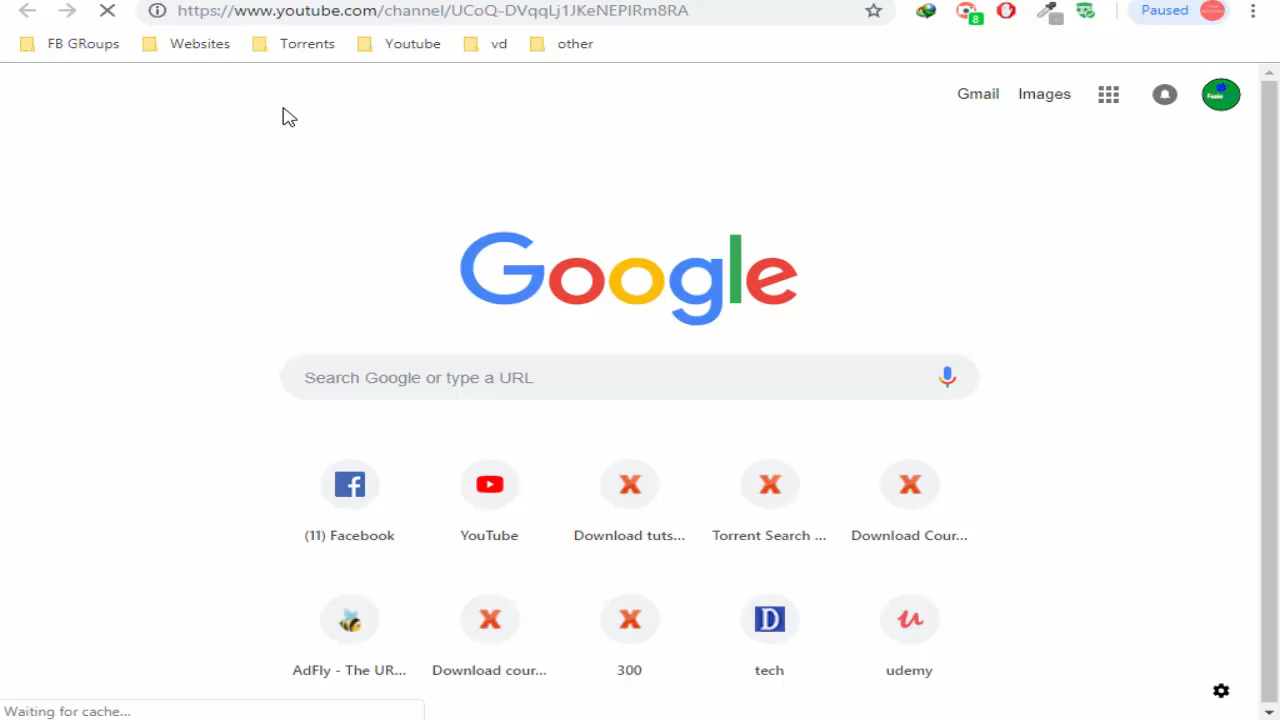 https://www.youtube.com/channel/UCoQ-DVqqLj1JKeNEPIRm8RA
Paused
8
FB GRoups Websites Torrents Youtube vd other
Gmail Images
Google
Search Google or type a URL
(11) Facebook YouTube Download tuts... Torrent Search ... Download Cour...
AdFly - The UR... Download cour... 300 tech udemy
Waiting for cache...